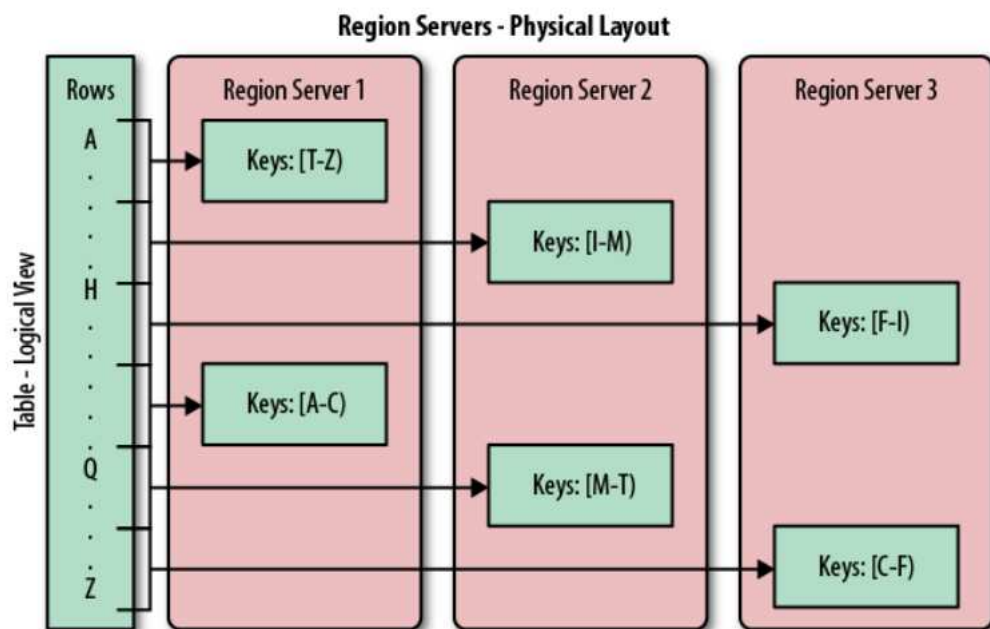 Region Servers - Physical Layout
Table - Logical View
Rows
A
.
.
.
.
H
.
.
.
.
.
Q
.
.
.
Z
Region Server 1
Keys: [T-Z)
Keys: [A-C)
Region Server 2
Keys: [I-M)
Keys: [M-T)
Region Server 3
Keys: [F-I)
Keys: [C-F)